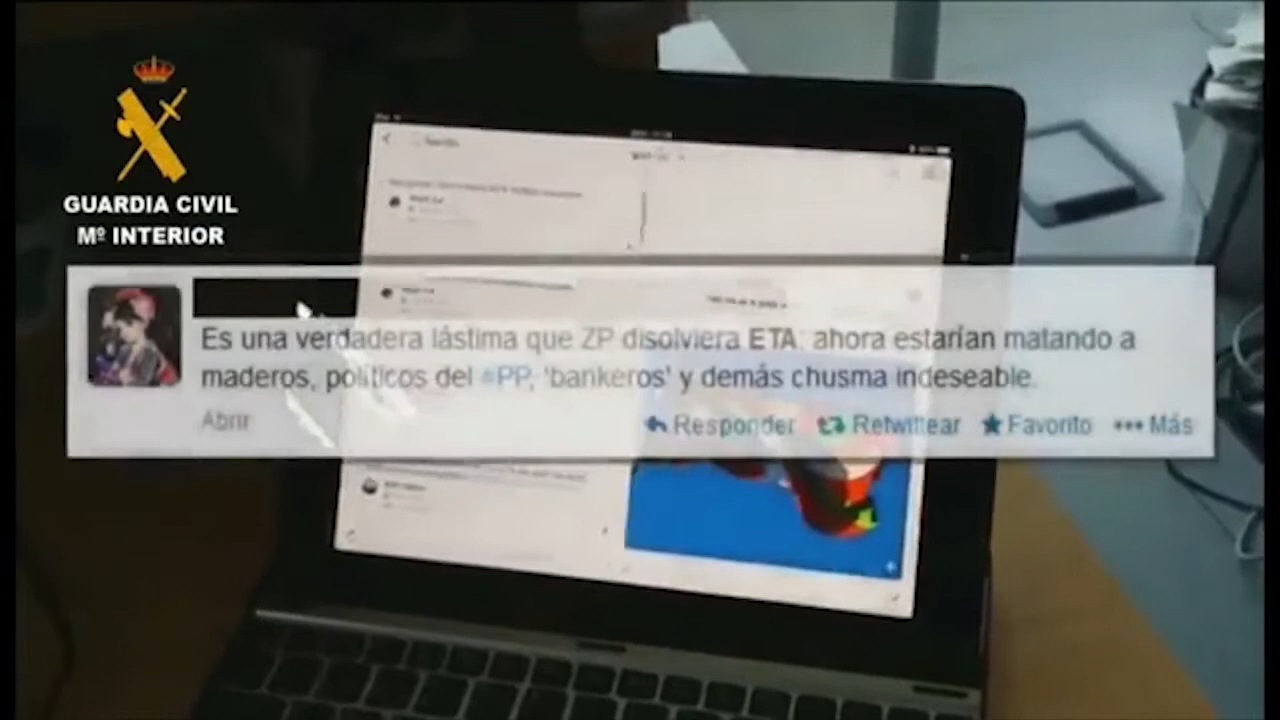 GUARDIA CIVIL
Mº INTERIOR
Es una verdadera lástima que ZP disolviera ETA: ahora estarían matando a
maderos, políticos del #PP, 'bankeros' y demás chusma indeseable.
Abrir
Responder Retwittear Favorito Más